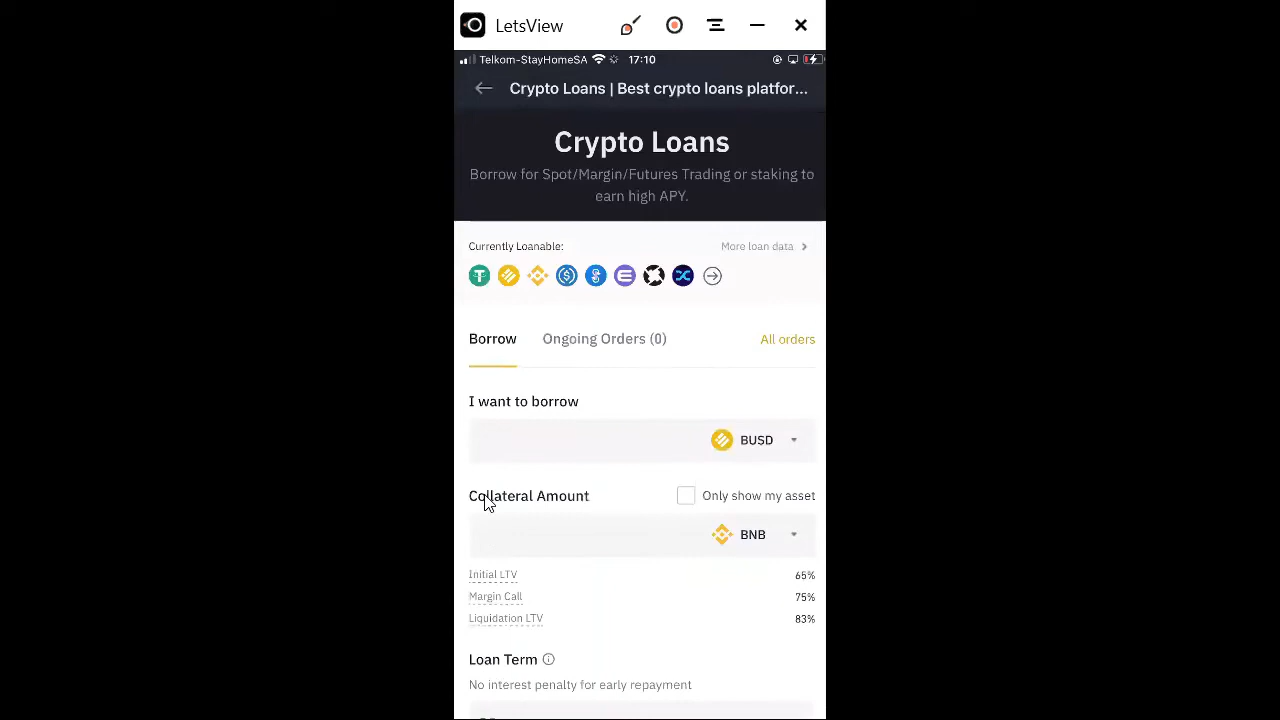 LetsView
Telkom-StayHomeSA 17:10
Crypto Loans | Best crypto loans platfor...
Crypto Loans
Borrow for Spot/Margin/Futures Trading or staking to
earn high APY.
Currently Loanable: More loan data
Borrow Ongoing Orders (0) All orders
I want to borrow
BUSD
Collateral Amount Only show my asset
BNB
Initial LTV 65%
Margin Call 75%
Liquidation LTV 83%
Loan Term
No interest penalty for early repayment